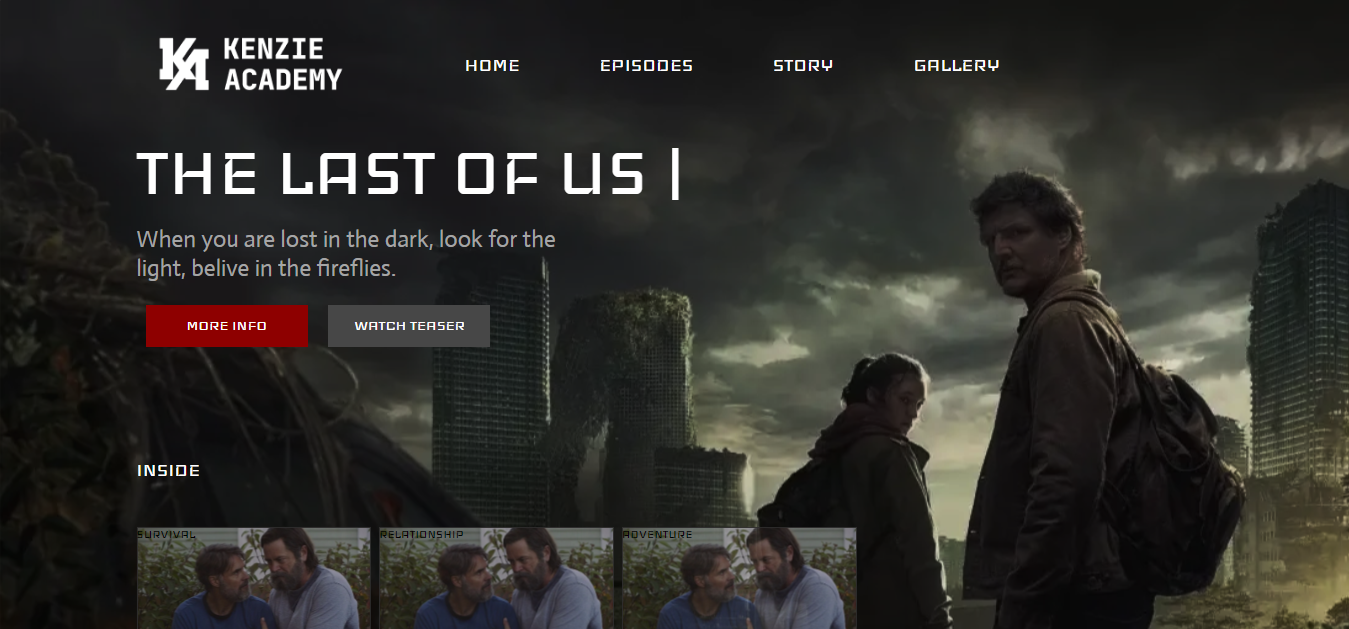 KENZIE
ACADEMY
HOME EPISODES STORY GALLERY
THE LAST OF US |
When you are lost in the dark, look for the
light, belive in the fireflies.
MORE INFO WATCH TEASER
INSIDE
SURVIVAL RELATIONSHIP ADVENTURE